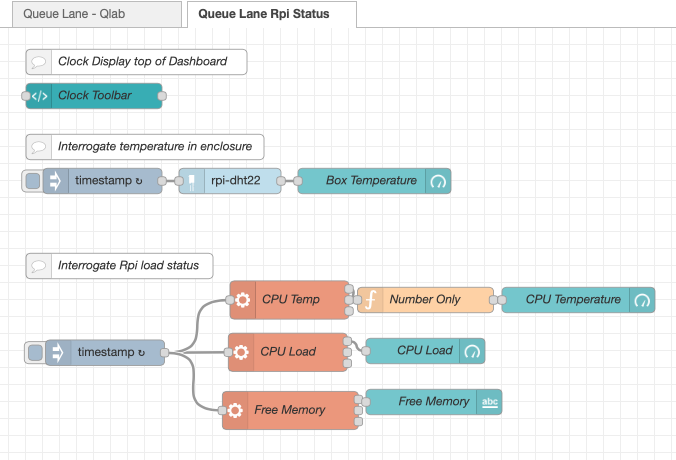 Queue Lane - Qlab
Queue Lane Rpi Status
Clock Display top of Dashboard
</> Clock Toolbar
Interrogate temperature in enclosure
timestamp ↻
rpi-dht22
Box Temperature
Interrogate Rpi load status
CPU Temp
Number Only
CPU Temperature
timestamp ↻
CPU Load
CPU Load
Free Memory
Free Memory
abc